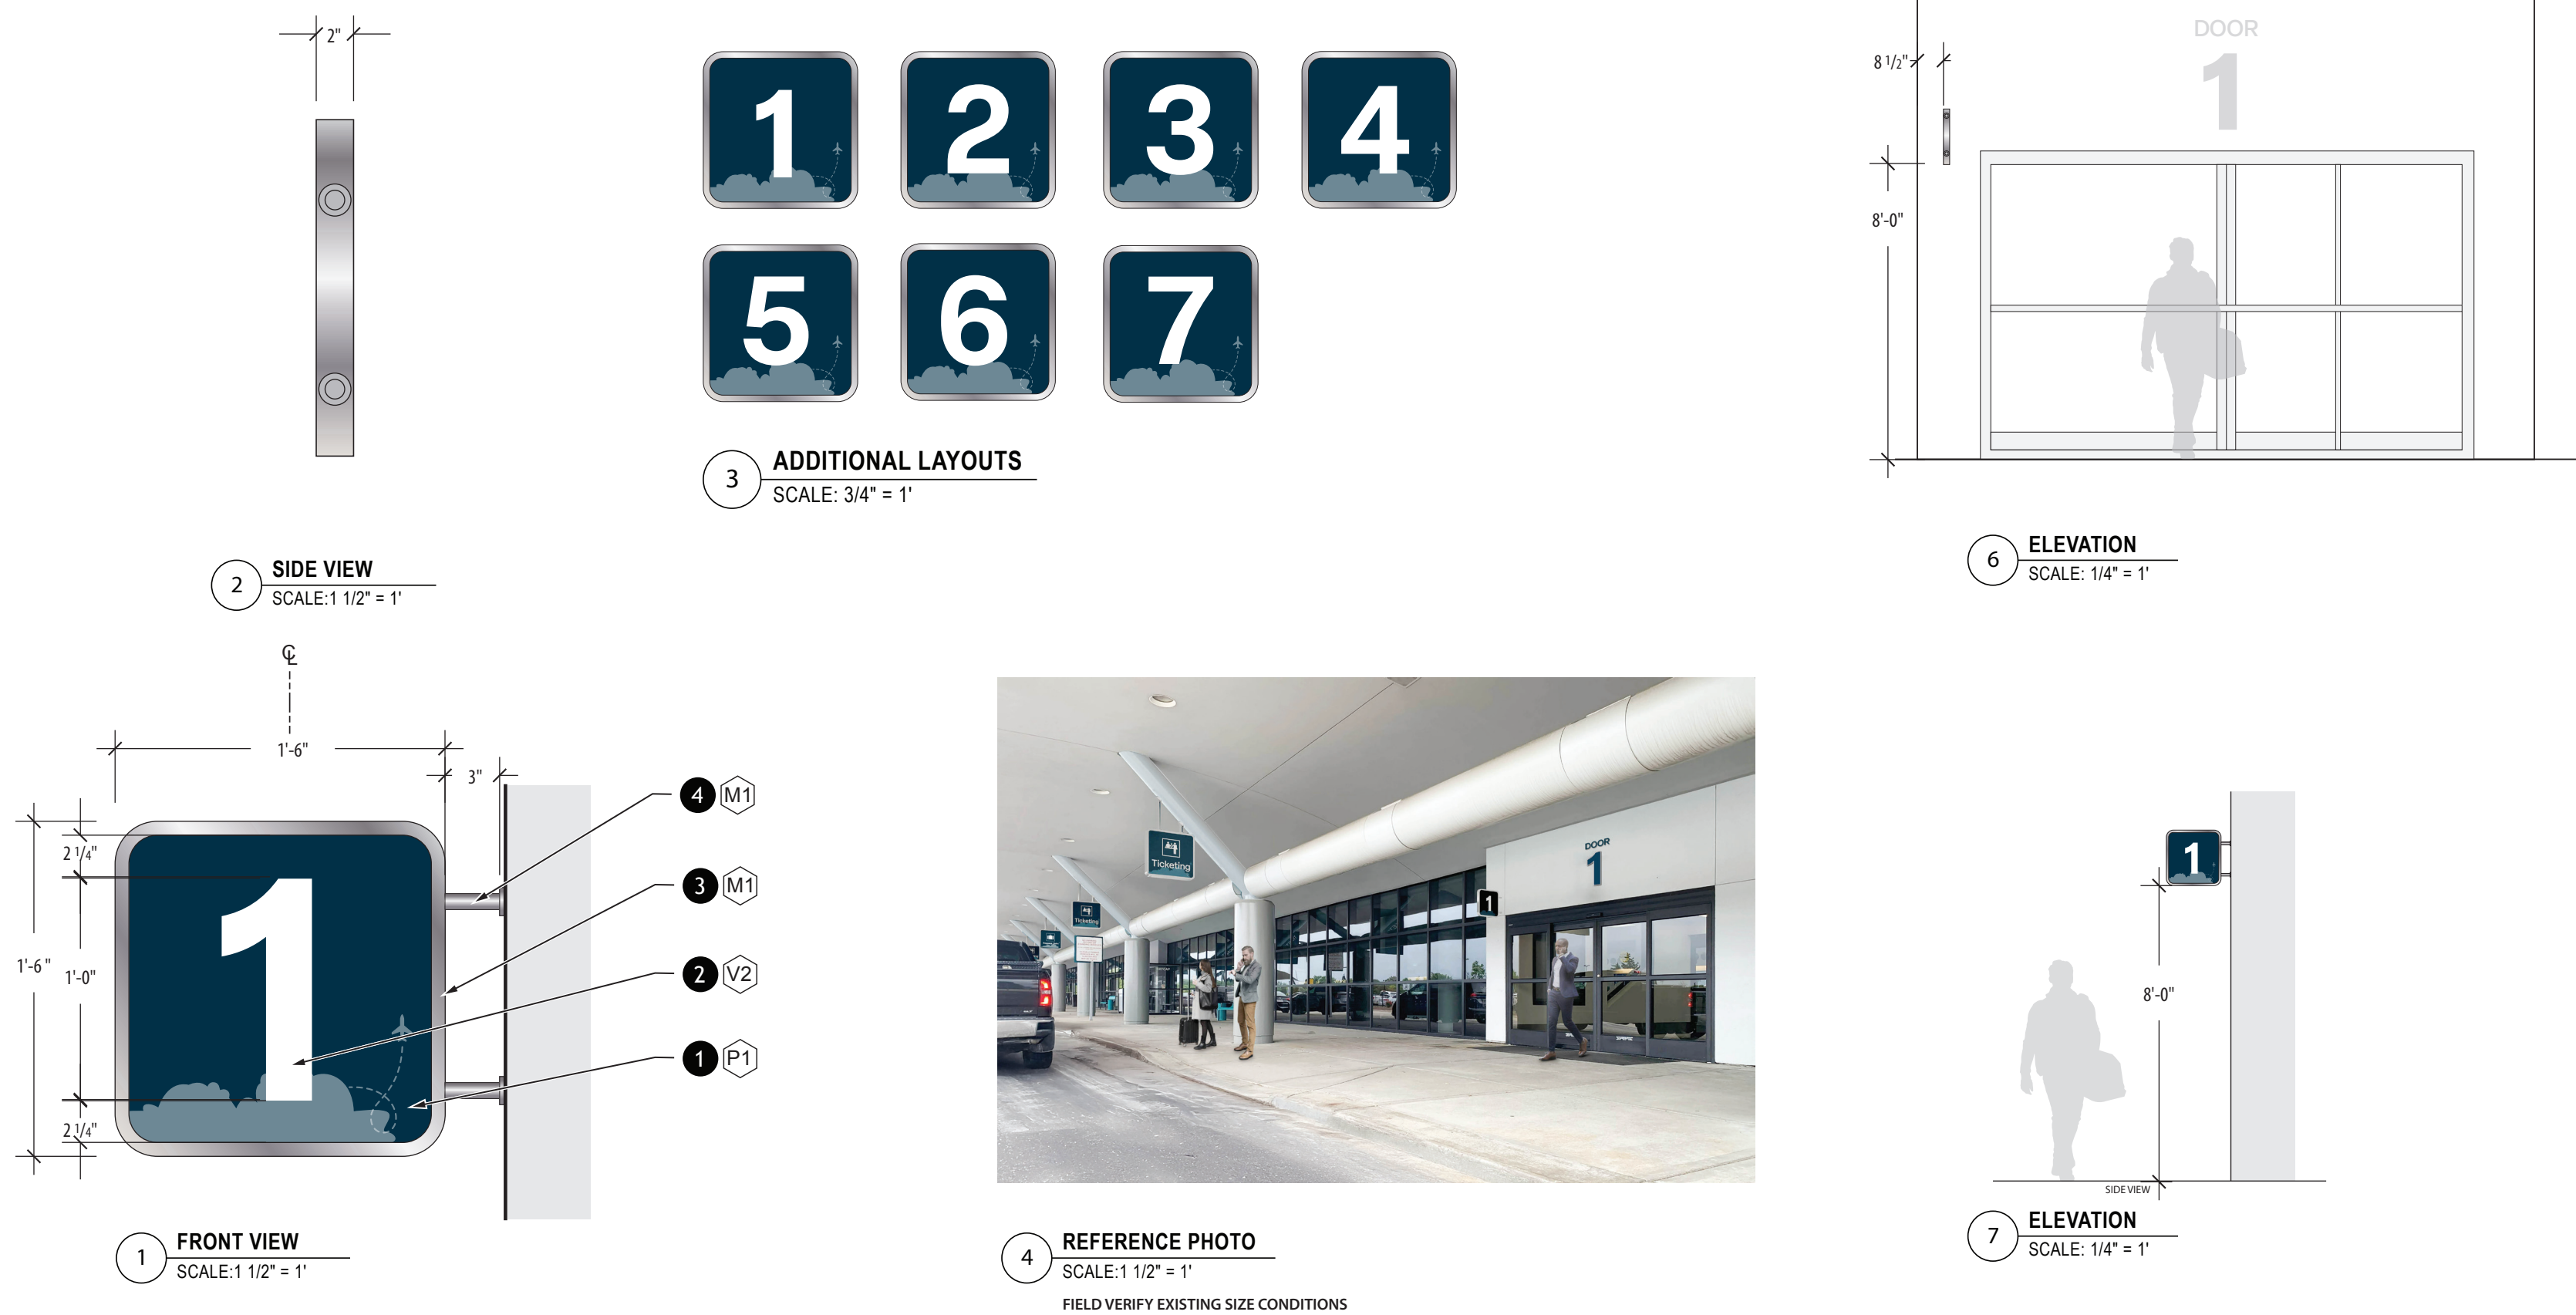 2"
1
2
3
4
5
6
7
3
ADDITIONAL LAYOUTS
SCALE: 3/4" = 1'
DOOR
1
8 1/2"
8'-0"
6
ELEVATION
SCALE: 1/4" = 1'
2
SIDE VIEW
SCALE:1 1/2" = 1'
℄
1'-6"
3"
2 1/4"
1'-6"
1'-0"
2 1/4"
1
4 M1
3 M1
2 V2
1 P1
1
FRONT VIEW
SCALE:1 1/2" = 1'
Ticketing
Ticketing
DOOR
1
1
4
REFERENCE PHOTO
SCALE:1 1/2" = 1'
FIELD VERIFY EXISTING SIZE CONDITIONS
1
8'-0"
SIDE VIEW
7
ELEVATION
SCALE: 1/4" = 1'